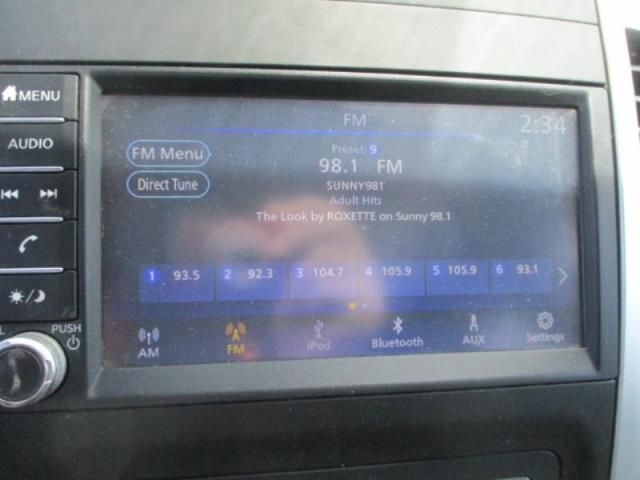 MENU
AUDIO
PUSH
FM
2:34
FM Menu
Preset 9
98.1 FM
Direct Tune
SUNNY981
Adult Hits
The Look by ROXETTE on Sunny 98.1
1 93.5 2 92.3 3 104.7 4 105.9 5 105.9 6 93.1
AM FM iPod Bluetooth AUX Settings